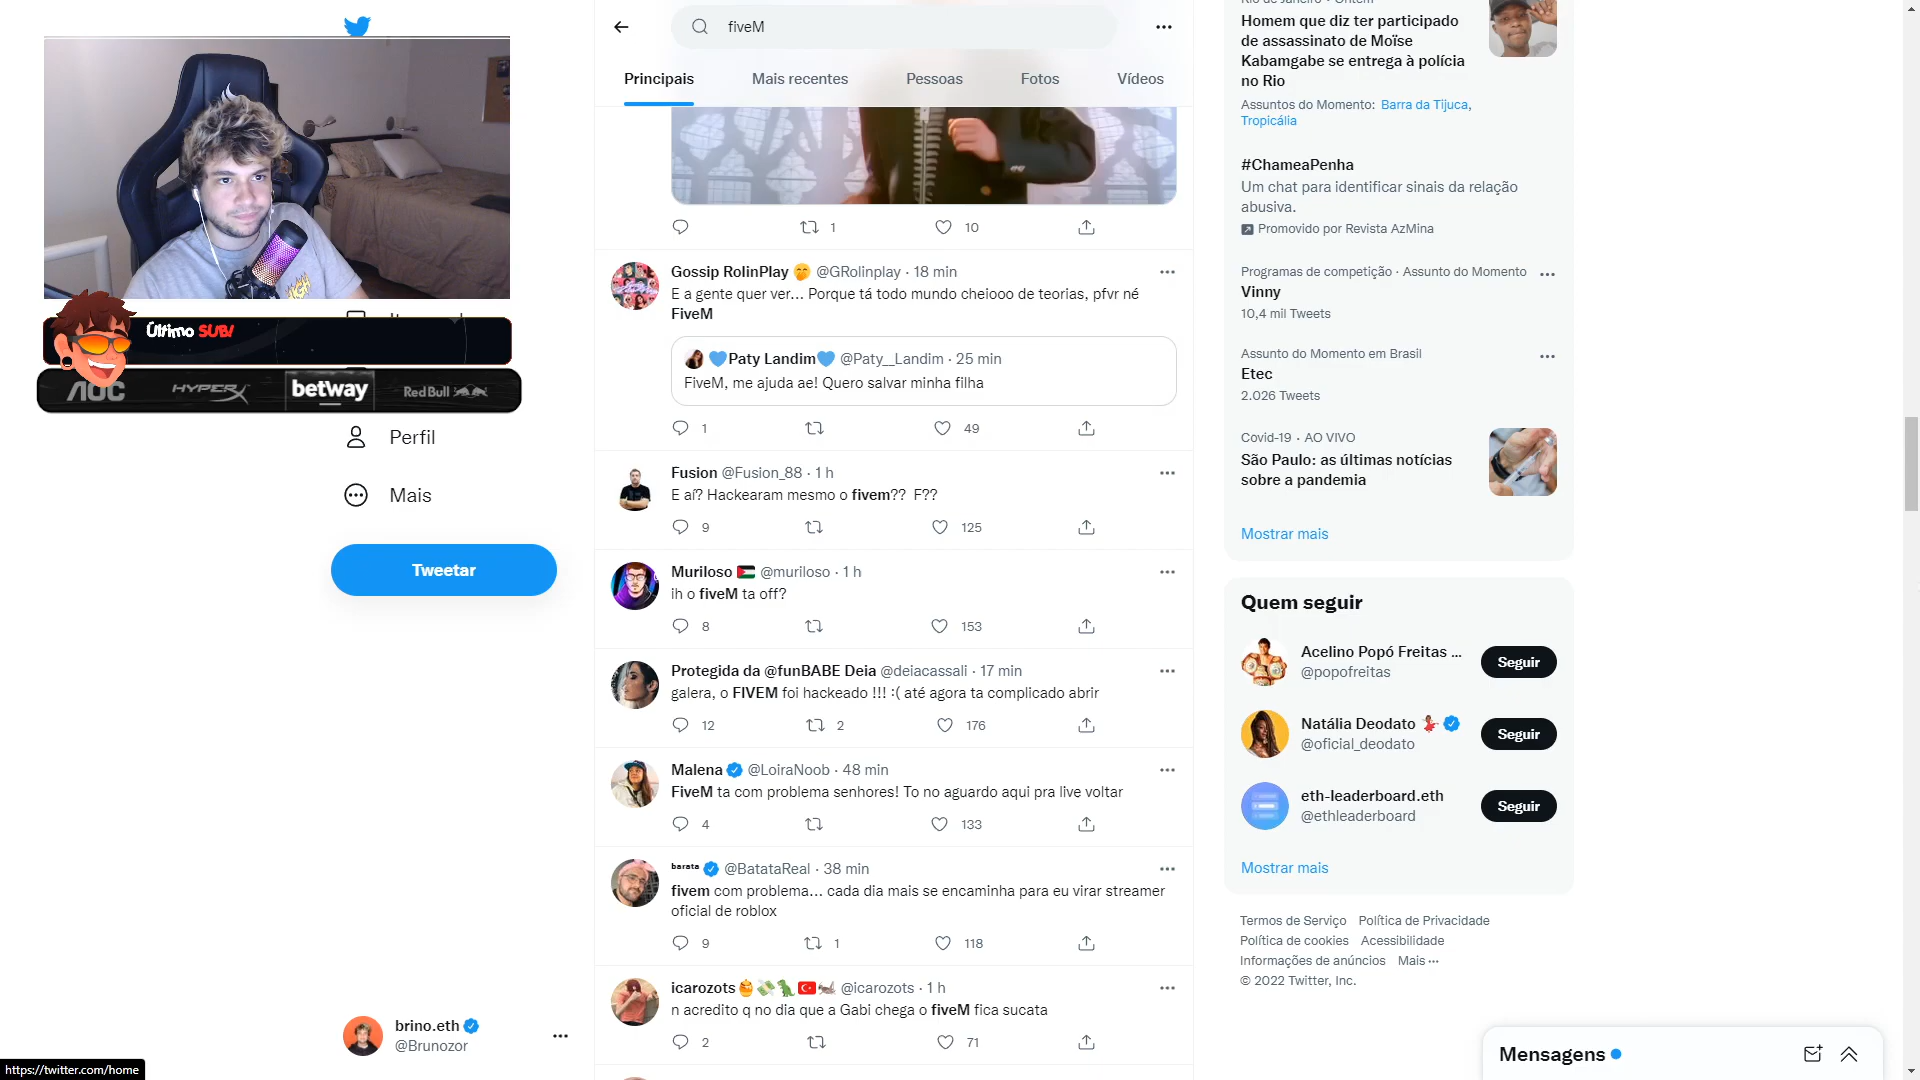 fiveM
Principais
Mais recentes
Pessoas
Fotos
Vídeos
1
10
Gossip RolinPlay 🤭 @GRolinplay · 18 min
E a gente quer ver... Porque tá todo mundo cheiooo de teorias, pfvr né
FiveM
💙Paty Landim💙 @Paty__Landim · 25 min
FiveM, me ajuda ae! Quero salvar minha filha
1
49
Fusion @Fusion_88 · 1 h
E aí? Hackearam mesmo o fivem?? F??
9
125
Muriloso 🇵🇸 @muriloso · 1 h
ih o fiveM ta off?
8
153
Protegida da @funBABE Deia @deiacassali · 17 min
galera, o FIVEM foi hackeado !!! :( até agora ta complicado abrir
12
2
176
Malena @LoiraNoob · 48 min
FiveM ta com problema senhores! To no aguardo aqui pra live voltar
4
133
barata @BatataReal · 38 min
fivem com problema... cada dia mais se encaminha para eu virar streamer
oficial de roblox
9
1
118
icarozots @icarozots · 1 h
n acredito q no dia que a Gabi chega o fiveM fica sucata
2
71
Último SUB!
AOC
HYPERX
betway
Red Bull
Perfil
Mais
Tweetar
brino.eth
@Brunozor
https://twitter.com/home
Rio de Janeiro · Ontem
Homem que diz ter participado
de assassinato de Moïse
Kabamgabe se entrega à polícia
no Rio
Assuntos do Momento: Barra da Tijuca,
Tropicália
#ChameaPenha
Um chat para identificar sinais da relação
abusiva.
Promovido por Revista AzMina
Programas de competição · Assunto do Momento
Vinny
10,4 mil Tweets
Assunto do Momento em Brasil
Etec
2.026 Tweets
Covid-19 · AO VIVO
São Paulo: as últimas notícias
sobre a pandemia
Mostrar mais
Quem seguir
Acelino Popó Freitas ...
@popofreitas
Seguir
Natália Deodato 💃
@oficial_deodato
Seguir
eth-leaderboard.eth
@ethleaderboard
Seguir
Mostrar mais
Termos de Serviço Política de Privacidade
Política de cookies Acessibilidade
Informações de anúncios Mais ···
© 2022 Twitter, Inc.
Mensagens